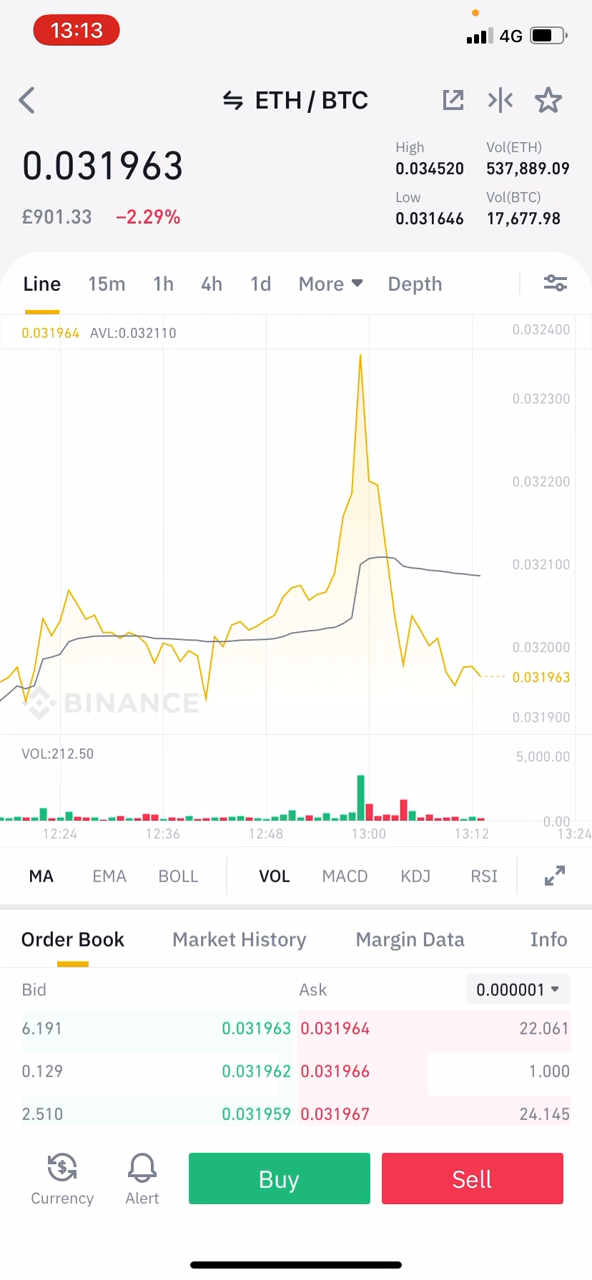 13:13
4G
ETH / BTC
0.031963
£901.33 −2.29%
High
0.034520
Vol(ETH)
537,889.09
Low
0.031646
Vol(BTC)
17,677.98
Line 15m 1h 4h 1d More Depth
0.031964 AVL:0.032110
0.032400
0.032300
0.032200
0.032100
0.032000
0.031963
0.031900
BINANCE
VOL:212.50
5,000.00
0.00
12:24 12:36 12:48 13:00 13:12 13:24
MA EMA BOLL VOL MACD KDJ RSI
Order Book Market History Margin Data Info
Bid Ask 0.000001
6.191 0.031963 0.031964 22.061
0.129 0.031962 0.031966 1.000
2.510 0.031959 0.031967 24.145
Currency Alert Buy Sell